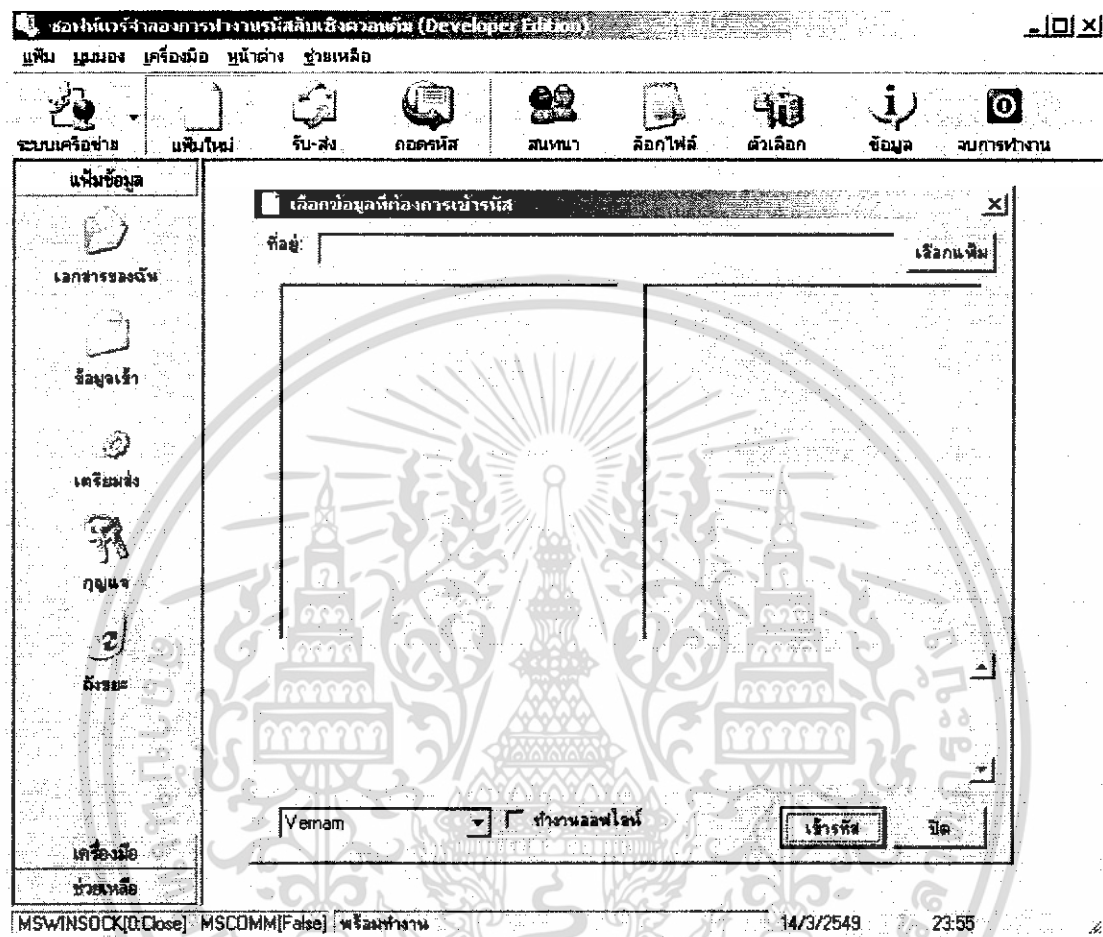 ซอฟท์แวร์จำลองการทำงานรหัสลับเชิงควอนตัม (Developer Edition)
แฟ้ม มุมมอง เครื่องมือ หน้าต่าง ช่วยเหลือ
ระบบเครือข่าย แฟ้มใหม่ รับ-ส่ง ถอดรหัส สนทนา ล็อกไฟล์ ตัวเลือก ข้อมูล จบการทำงาน
แฟ้มข้อมูล
เอกสารของฉัน
ข้อมูลเข้า
เตรียมส่ง
กุญแจ
ถังขยะ
เครื่องมือ
ช่วยเหลือ
เลือกข้อมูลที่ต้องการเข้ารหัส
ที่อยู่: เลือกแฟ้ม
Vernam ทำงานออฟไลน์ เข้ารหัส ปิด
MSWINSOCK[0:Close] MSCOMM[False] พร้อมทำงาน 14/3/2549 23:55